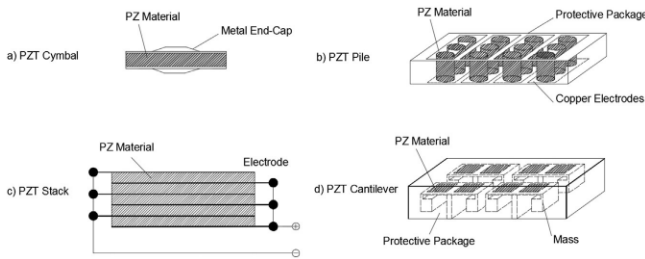 a) PZT Cymbal
PZ Material
Metal End-Cap
b) PZT Pile
PZ Material
Protective Package
Copper Electrodes
c) PZT Stack
PZ Material
Electrode
+
−
d) PZT Cantilever
PZ Material
Protective Package
Mass